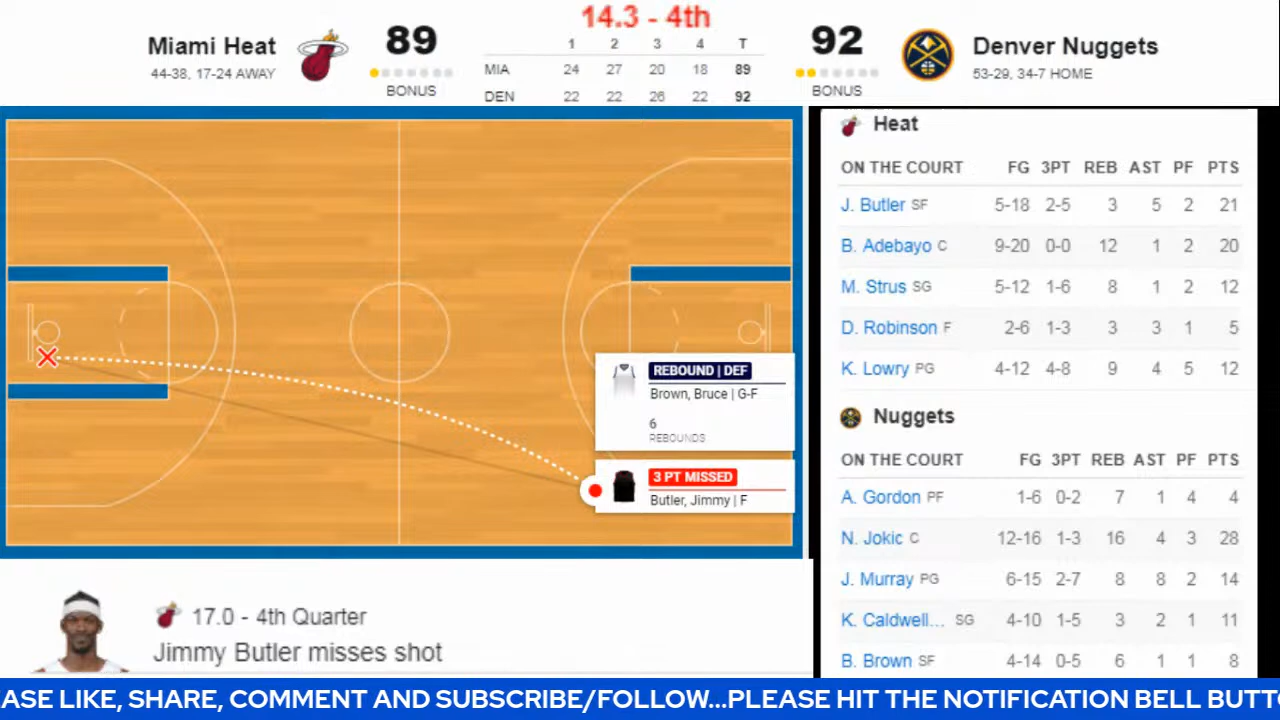 14.3 - 4th
Miami Heat
44-38, 17-24 AWAY
89
BONUS
1 2 3 4 T
MIA 24 27 20 18 89
DEN 22 22 26 22 92
92
BONUS
Denver Nuggets
53-29, 34-7 HOME
REBOUND | DEF
Brown, Bruce | G-F
6
REBOUNDS
3 PT MISSED
Butler, Jimmy | F
17.0 - 4th Quarter
Jimmy Butler misses shot
Heat
ON THE COURT FG 3PT REB AST PF PTS
J. Butler SF 5-18 2-5 3 5 2 21
B. Adebayo C 9-20 0-0 12 1 2 20
M. Strus SG 5-12 1-6 8 1 2 12
D. Robinson F 2-6 1-3 3 3 1 5
K. Lowry PG 4-12 4-8 9 4 5 12
Nuggets
ON THE COURT FG 3PT REB AST PF PTS
A. Gordon PF 1-6 0-2 7 1 4 4
N. Jokic C 12-16 1-3 16 4 3 28
J. Murray PG 6-15 2-7 8 8 2 14
K. Caldwell... SG 4-10 1-5 3 2 1 11
B. Brown SF 4-14 0-5 6 1 1 8
EASE LIKE, SHARE, COMMENT AND SUBSCRIBE/FOLLOW...PLEASE HIT THE NOTIFICATION BELL BUTTO